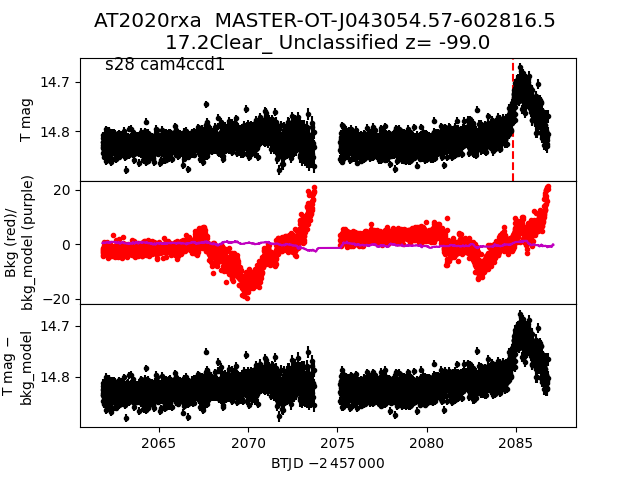 AT2020rxa  MASTER-OT-J043054.57-602816.5
17.2Clear_ Unclassified z= -99.0
s28 cam4ccd1
14.7
14.8
T mag
20
0
−20
Bkg (red)/
bkg_model (purple)
14.7
14.8
T mag −
bkg_model
2065
2070
2075
2080
2085
BTJD −2 457 000